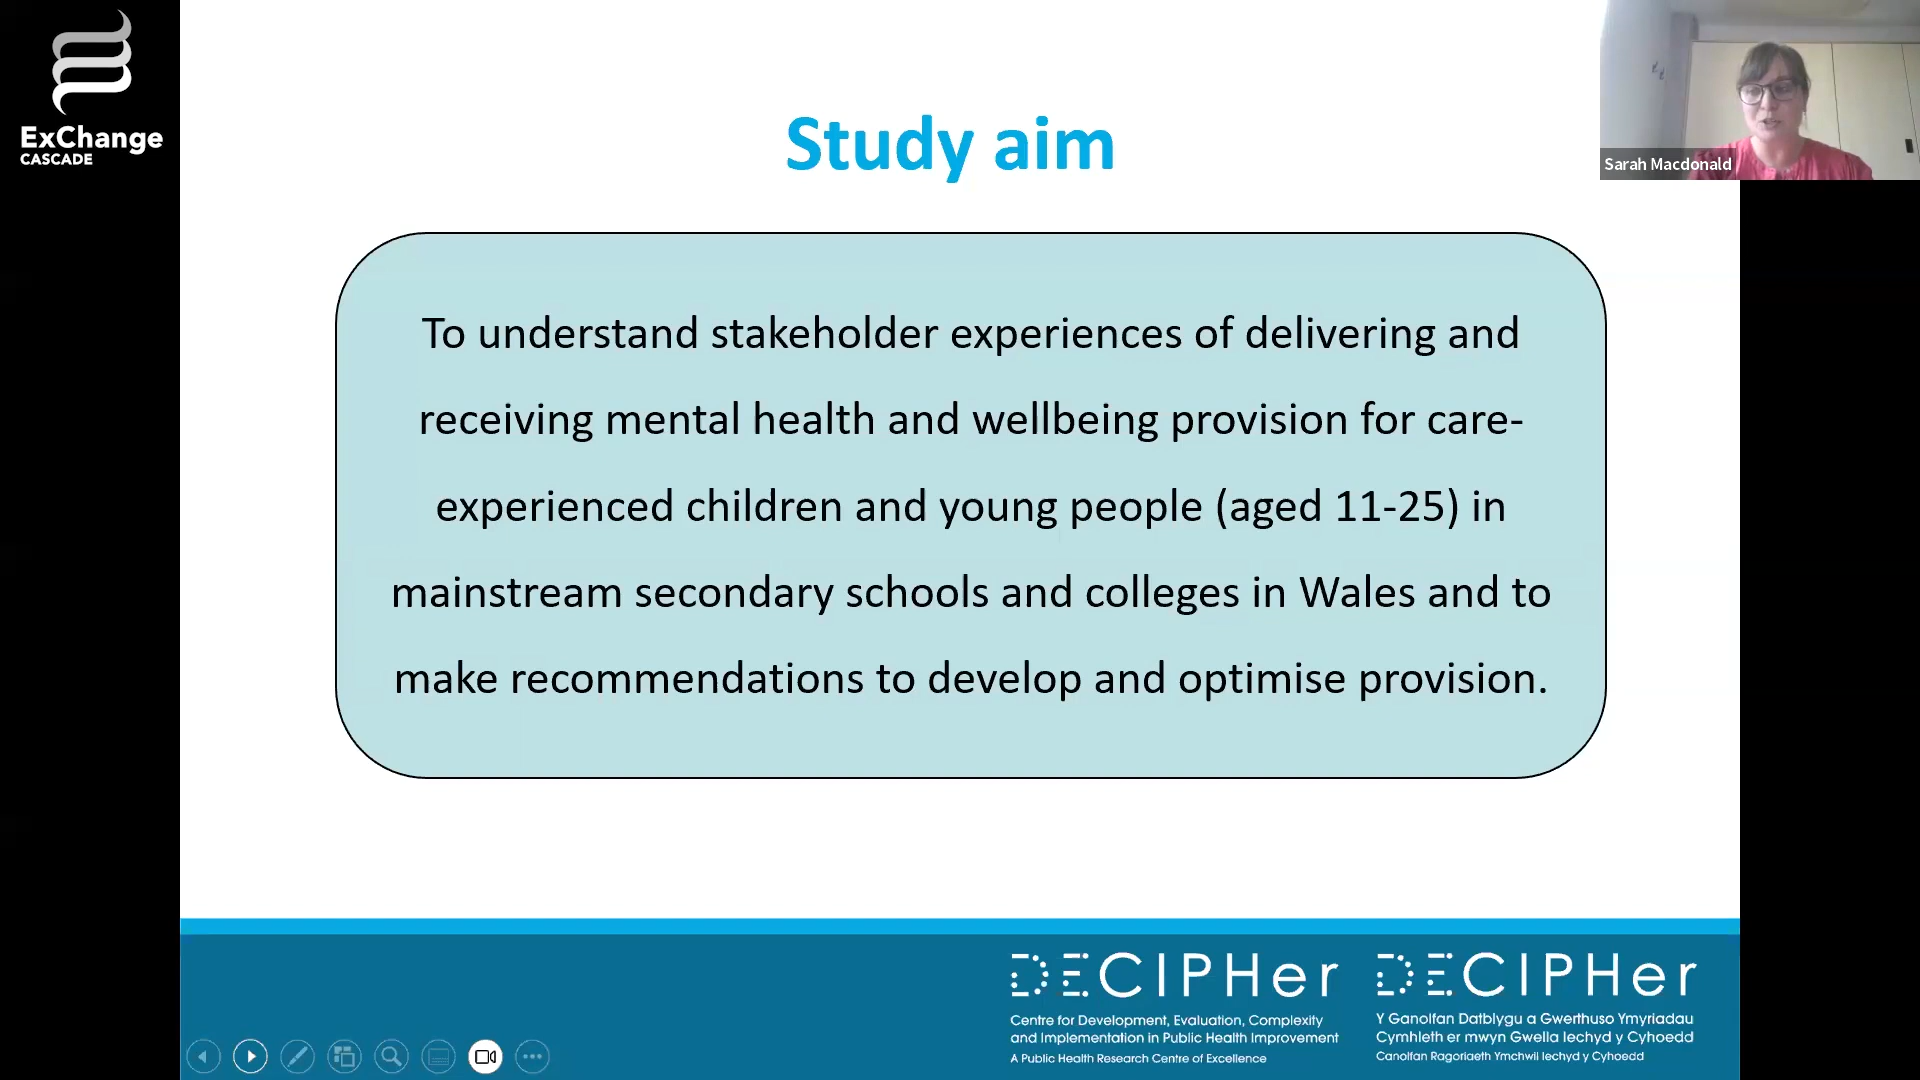 ExChange
CASCADE
Study aim
Sarah Macdonald
To understand stakeholder experiences of delivering and
receiving mental health and wellbeing provision for care-
experienced children and young people (aged 11-25) in
mainstream secondary schools and colleges in Wales and to
make recommendations to develop and optimise provision.
DECIPHer
Centre for Development, Evaluation, Complexity
and Implementation in Public Health Improvement
A Public Health Research Centre of Excellence
DECIPHer
Y Ganolfan Datblygu a Gwerthuso Ymyriadau
Cymhleth er mwyn Gwella Iechyd y Cyhoedd
Canolfan Ragoriaeth Ymchwil Iechyd y Cyhoedd